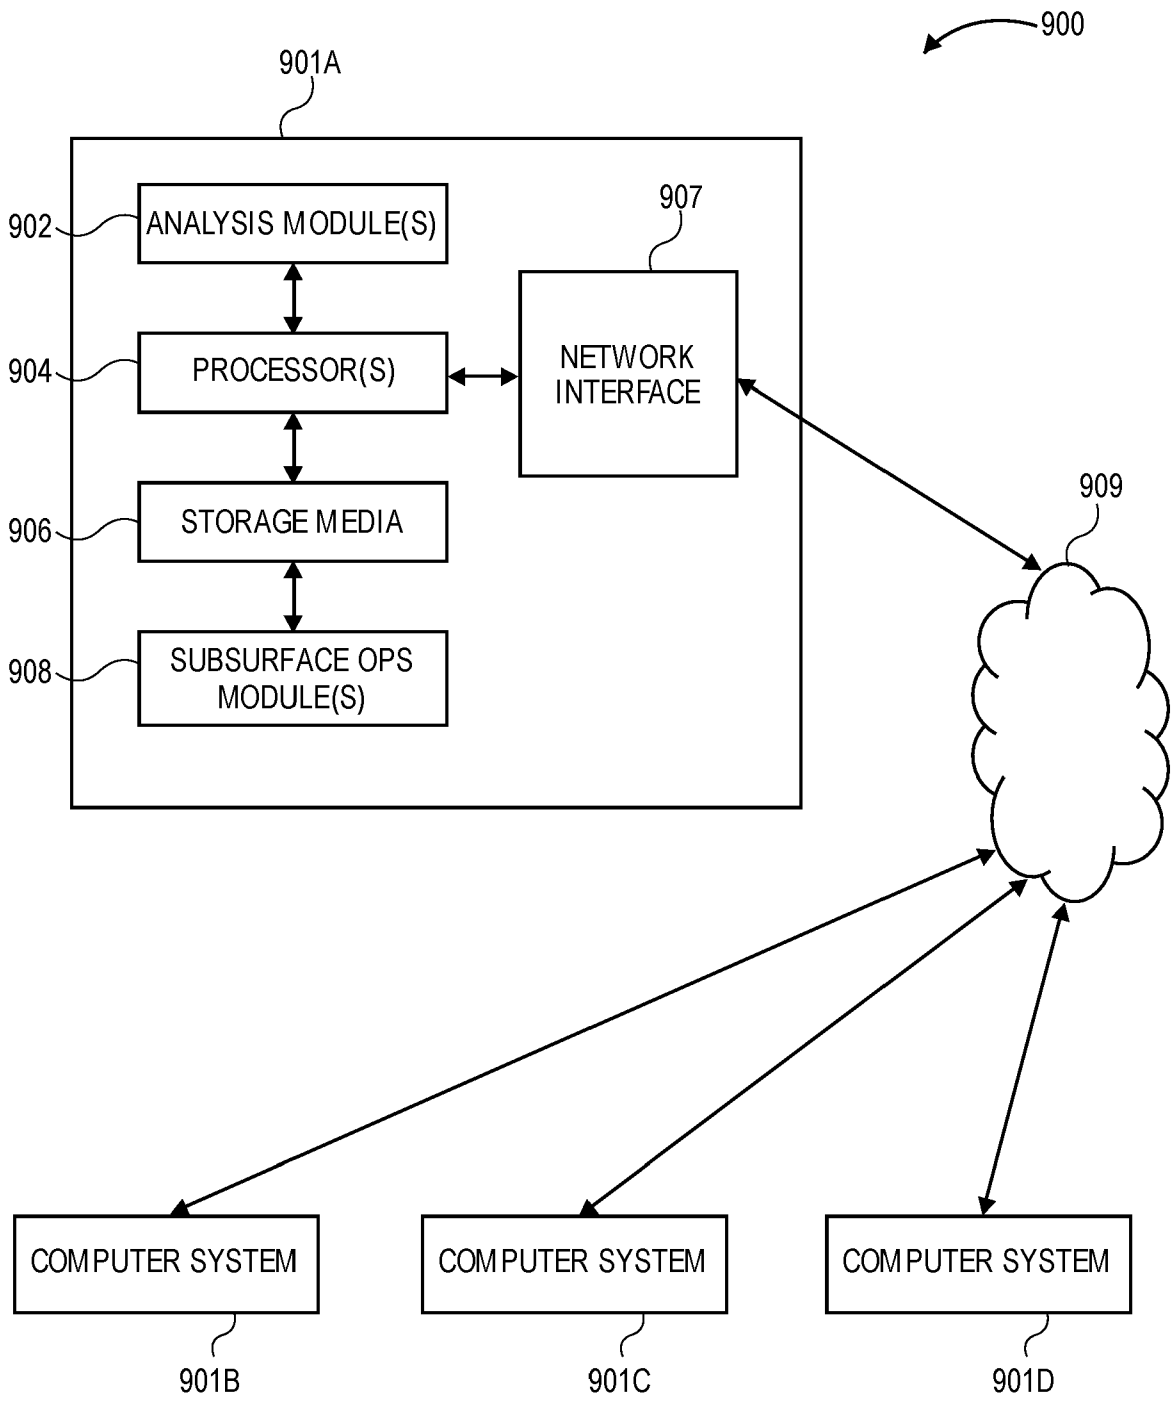 900
901A
907
902
ANALYSIS MODULE(S)
904
PROCESSOR(S)
NETWORK
INTERFACE
909
906
STORAGE MEDIA
908
SUBSURFACE OPS
MODULE(S)
COMPUTER SYSTEM
COMPUTER SYSTEM
COMPUTER SYSTEM
901B
901C
901D